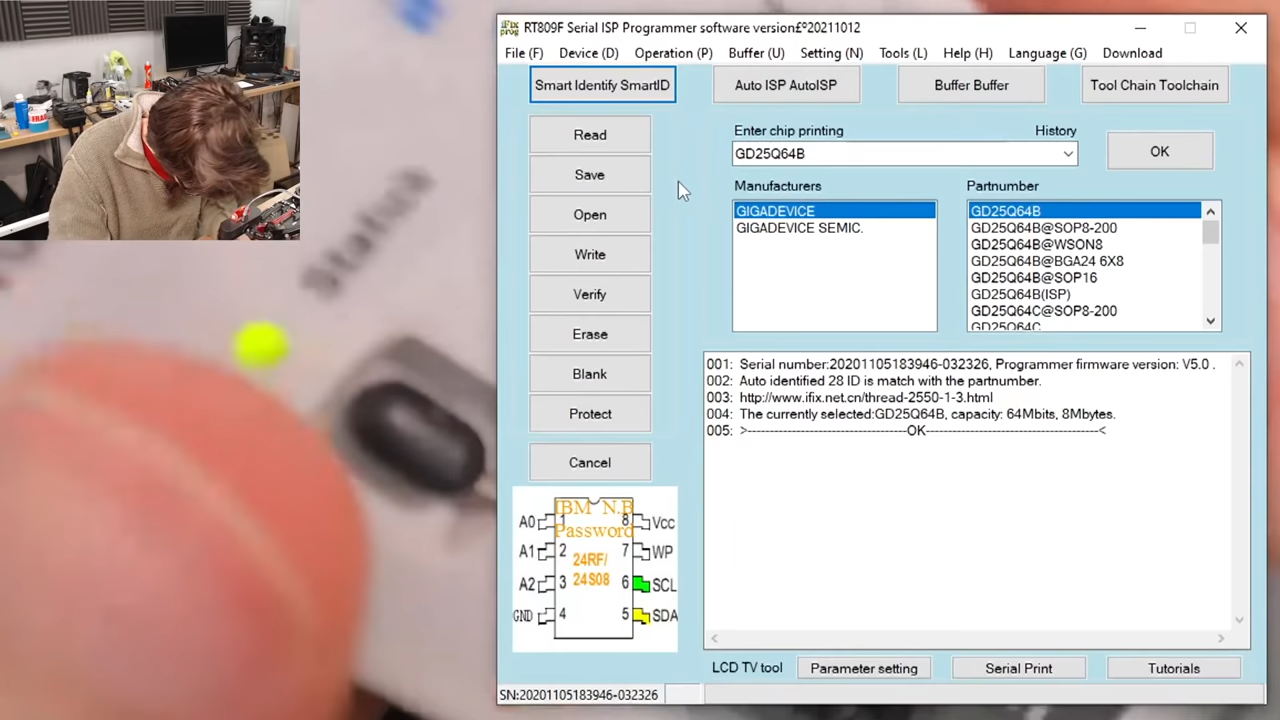 iFix prog
RT809F Serial ISP Programmer software version£º20211012
File (F) Device (D) Operation (P) Buffer (U) Setting (N) Tools (L) Help (H) Language (G) Download
Smart Identify SmartID
Auto ISP AutoISP
Buffer Buffer
Tool Chain Toolchain
Read
Save
Open
Write
Verify
Erase
Blank
Protect
Cancel
Enter chip printing
History
GD25Q64B
OK
Manufacturers
GIGADEVICE
GIGADEVICE SEMIC.
Partnumber
GD25Q64B
GD25Q64B@SOP8-200
GD25Q64B@WSON8
GD25Q64B@BGA24 6X8
GD25Q64B@SOP16
GD25Q64B(ISP)
GD25Q64C@SOP8-200
GD25Q64C
001: Serial number:20201105183946-032326, Programmer firmware version: V5.0 .
002: Auto identified 28 ID is match with the partnumber.
003: http://www.ifix.net.cn/thread-2550-1-3.html
004: The currently selected:GD25Q64B, capacity: 64Mbits, 8Mbytes.
005: >-----------------------------------OK-------------------------------------<
IBM N.B
Password
24RF/
24S08
A0 1 8 Vcc
A1 2 7 WP
A2 3 6 SCL
GND 4 5 SDA
LCD TV tool
Parameter setting
Serial Print
Tutorials
SN:20201105183946-032326
Status